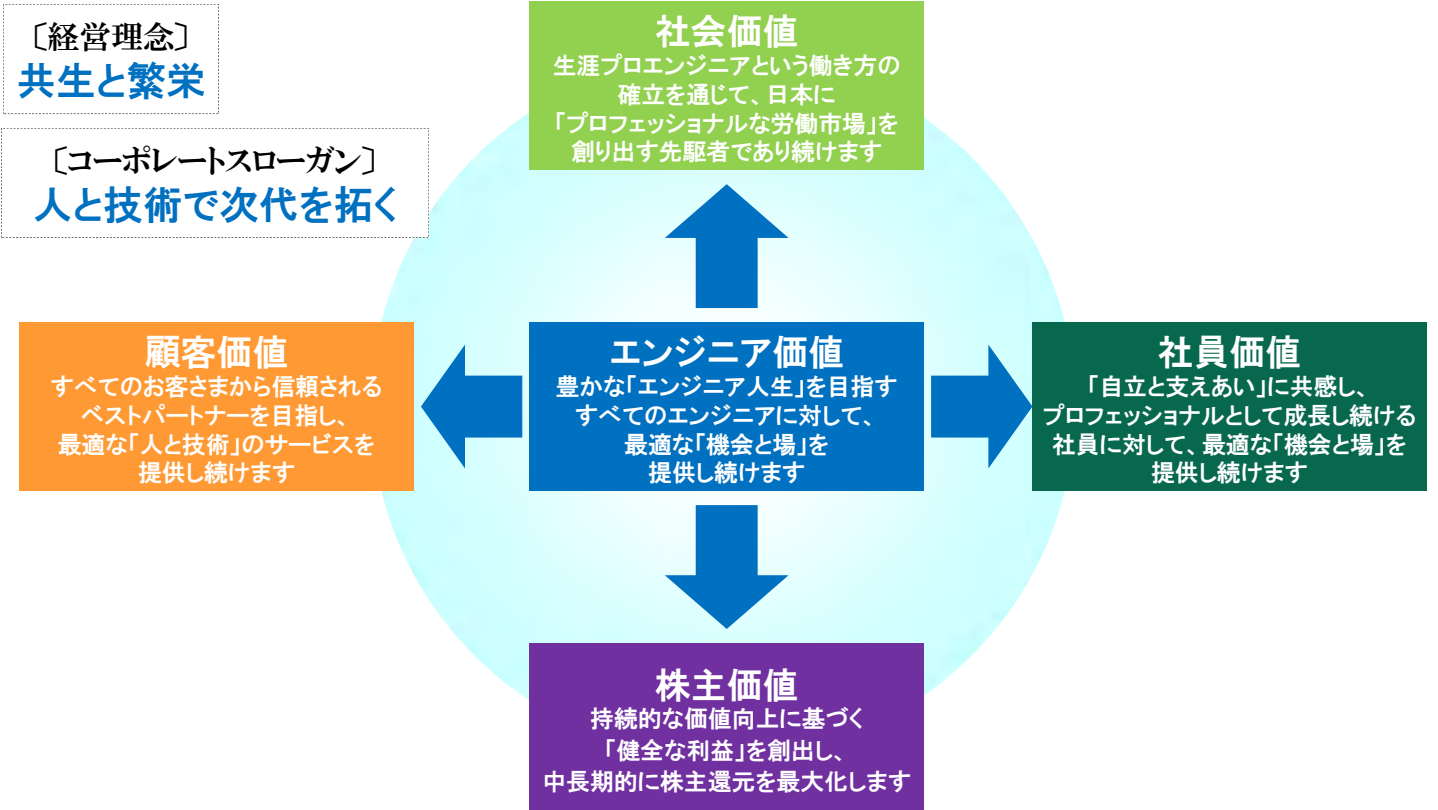 〔経営理念〕
共生と繁栄
〔コーポレートスローガン〕
人と技術で次代を拓く
社会価値
生涯プロエンジニアという働き方の
確立を通じて、日本に
「プロフェッショナルな労働市場」を
創り出す先駆者であり続けます
顧客価値
すべてのお客さまから信頼される
ベストパートナーを目指し、
最適な「人と技術」のサービスを
提供し続けます
エンジニア価値
豊かな「エンジニア人生」を目指す
すべてのエンジニアに対して、
最適な「機会と場」を
提供し続けます
社員価値
「自立と支えあい」に共感し、
プロフェッショナルとして成長し続ける
社員に対して、最適な「機会と場」を
提供し続けます
株主価値
持続的な価値向上に基づく
「健全な利益」を創出し、
中長期的に株主還元を最大化します